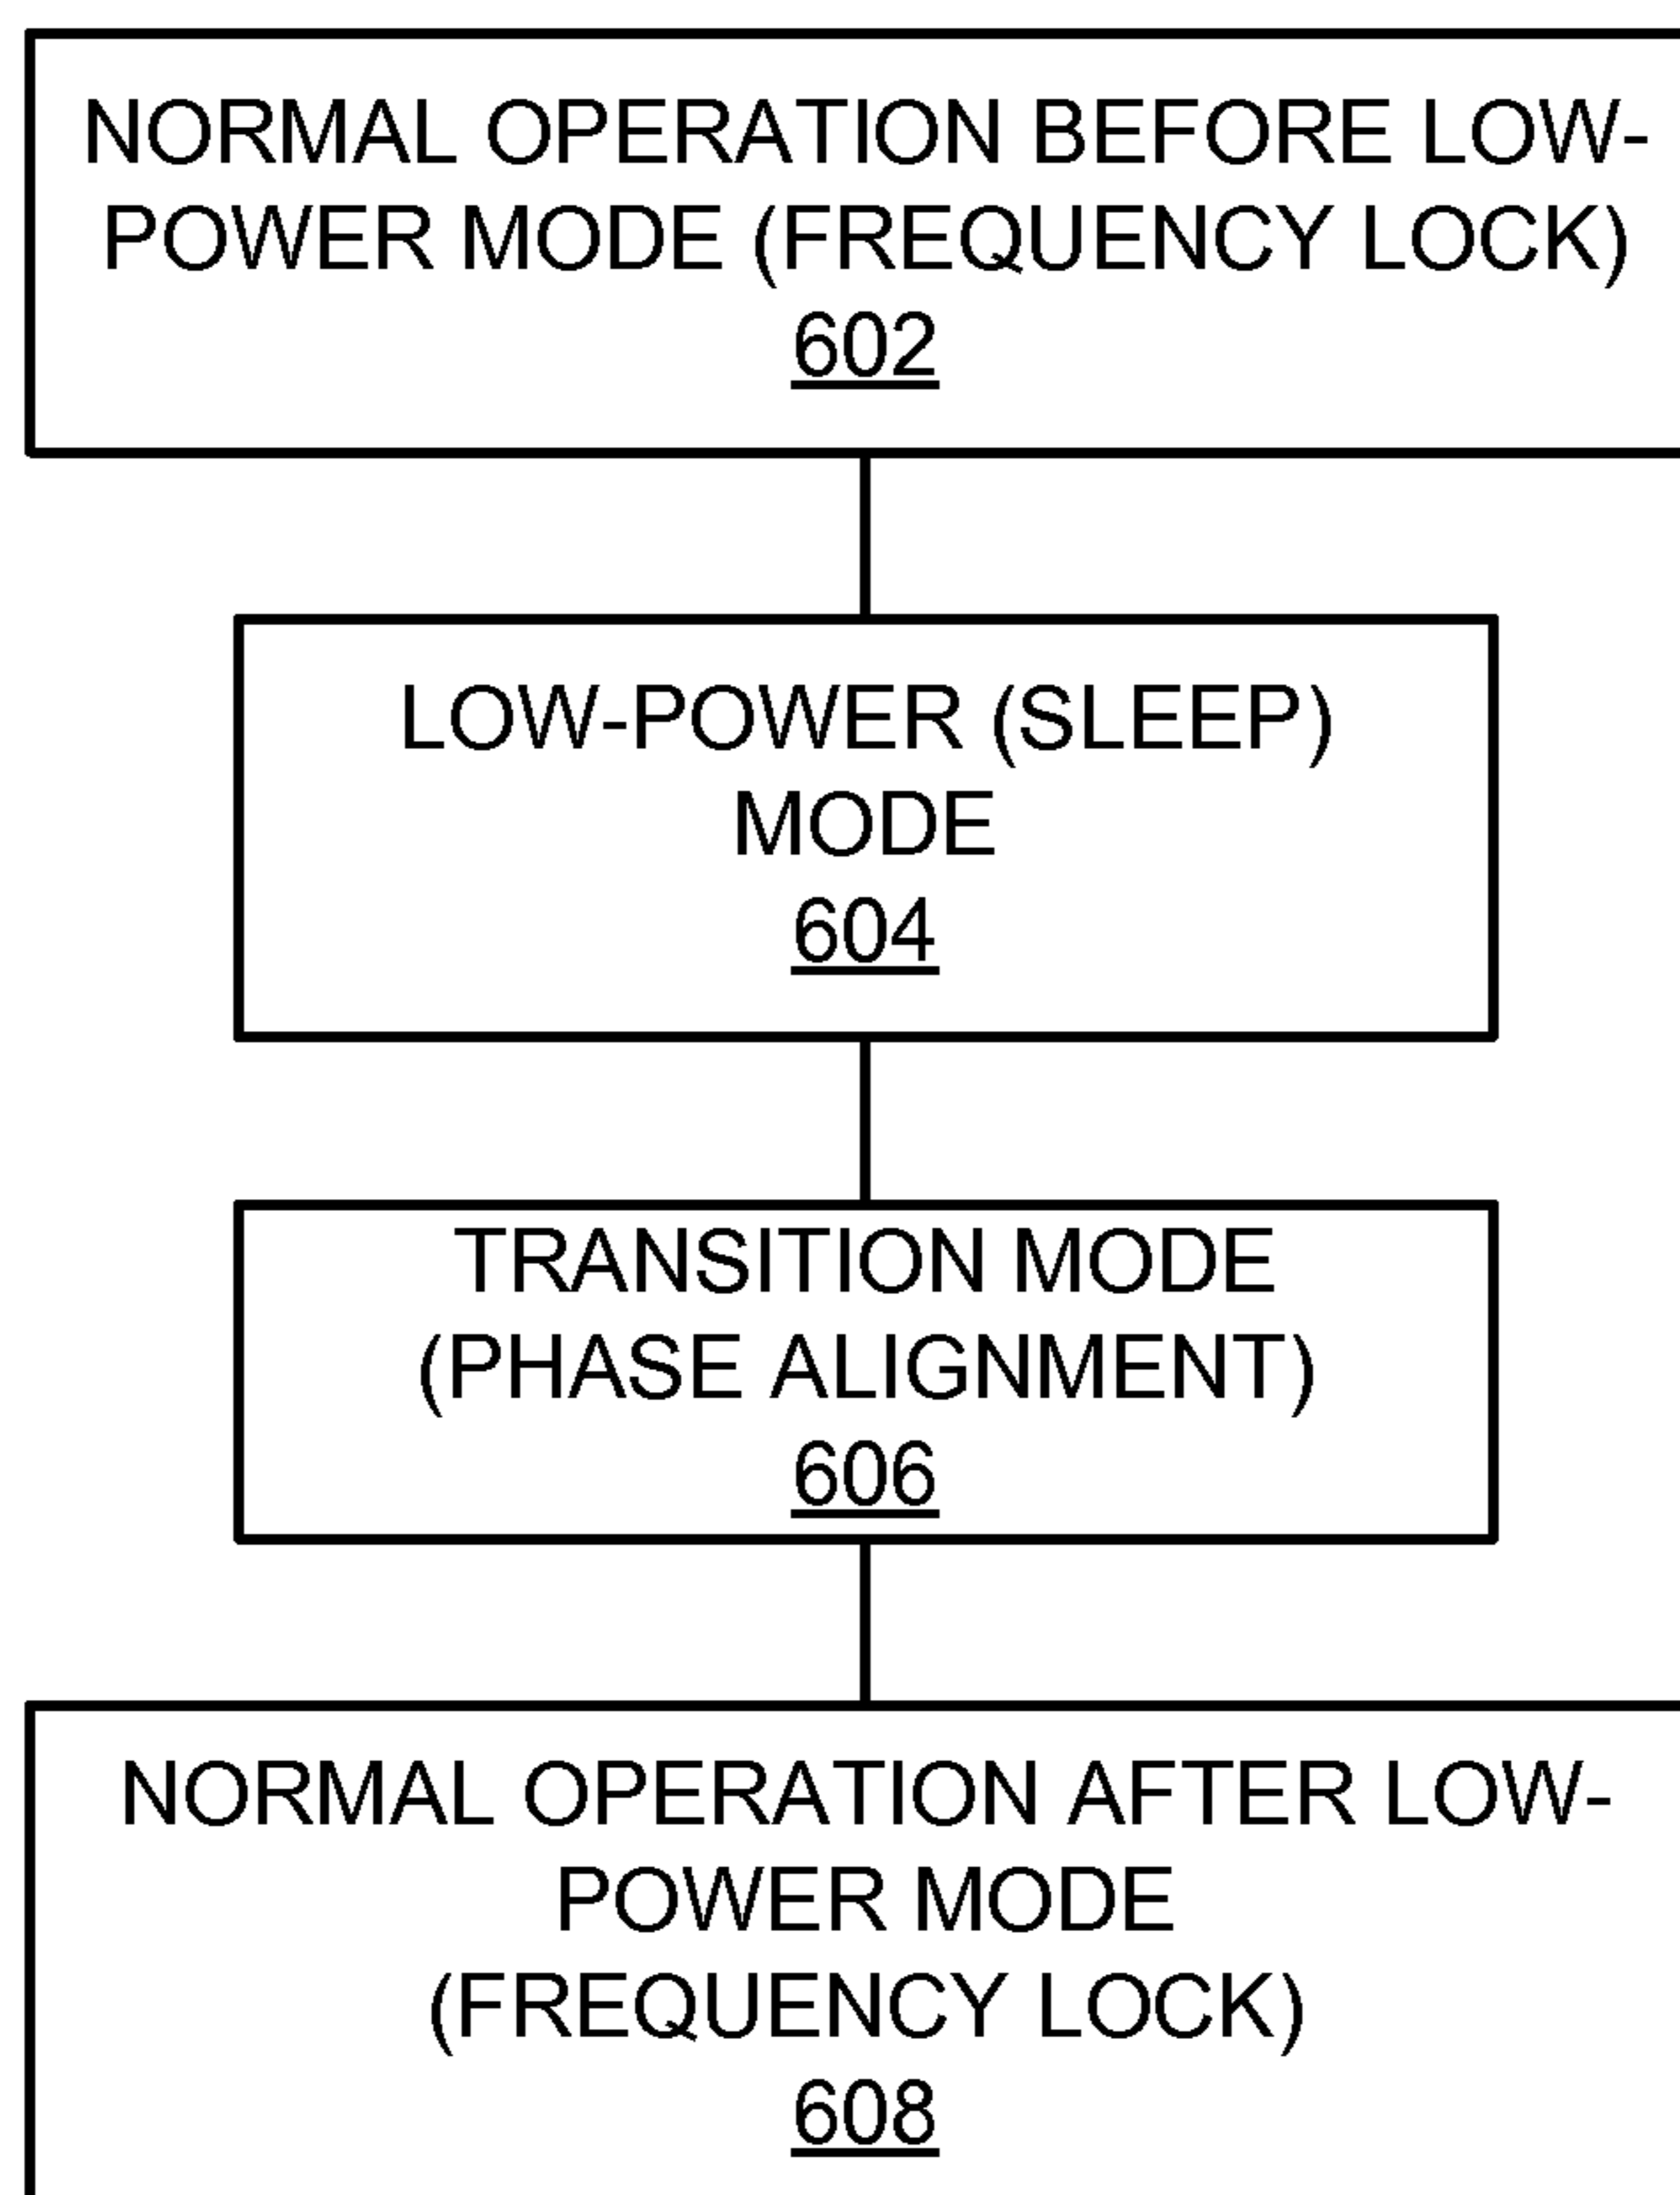 NORMAL OPERATION BEFORE LOW-
POWER MODE (FREQUENCY LOCK)
602
LOW-POWER (SLEEP)
MODE
604
TRANSITION MODE
(PHASE ALIGNMENT)
606
NORMAL OPERATION AFTER LOW-
POWER MODE
(FREQUENCY LOCK)
608